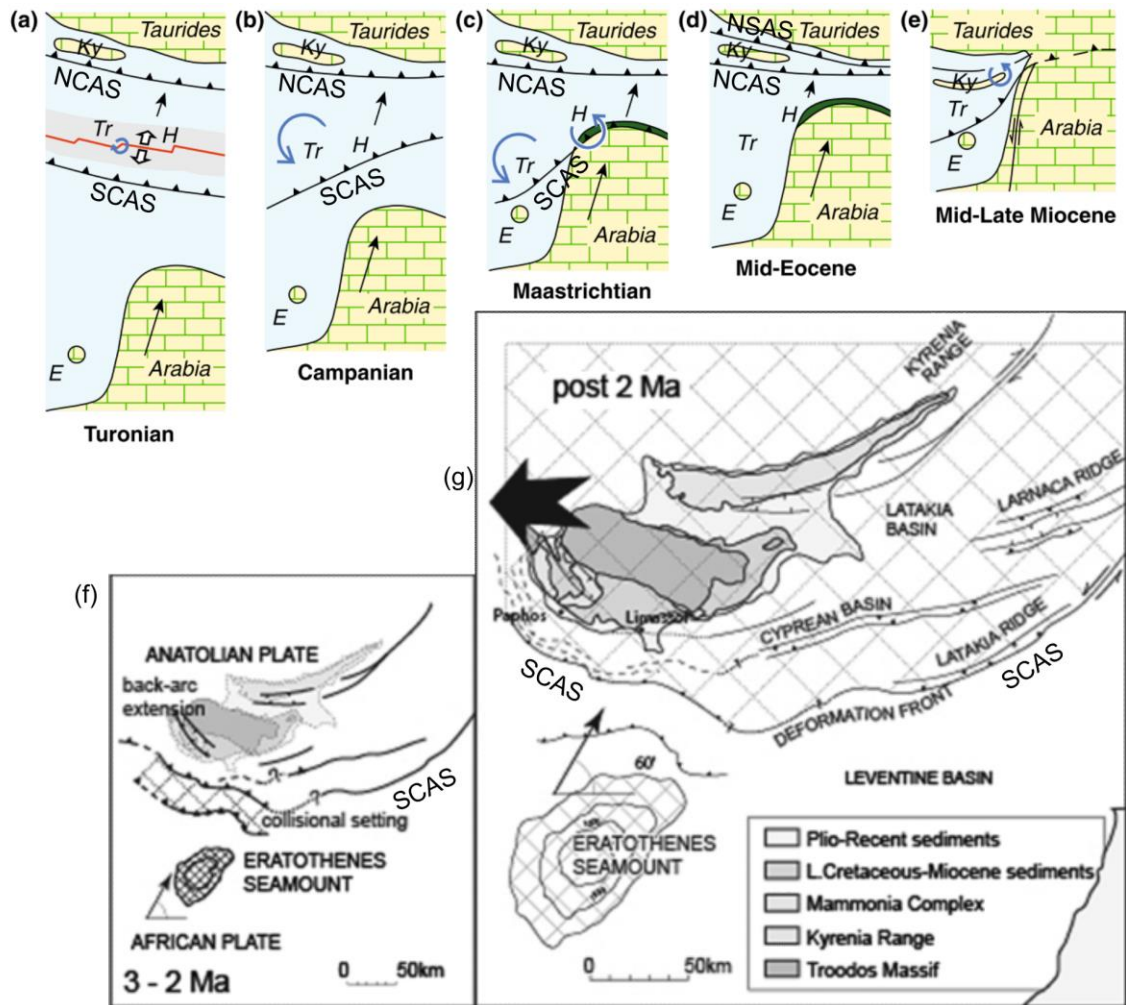 (a)
Taurides
Ky
NCAS
Tr
H
SCAS
E
Arabia
Turonian
(b)
Taurides
Ky
NCAS
Tr
H
SCAS
E
Arabia
Campanian
(c)
Taurides
Ky
NCAS
H
Tr
SCAS
E
Arabia
Maastrichtian
(d)
NSAS
Taurides
Ky
NCAS
H
Tr
E
Arabia
Mid-Eocene
(e)
Taurides
Ky
Tr
E
Arabia
Mid-Late Miocene
(f)
ANATOLIAN PLATE
back-arc
extension
?
?
SCAS
collisional setting
ERATOTHENES
SEAMOUNT
AFRICAN PLATE
3 - 2 Ma
0 50km
(g)
post 2 Ma
KYRENIA
RANGE
LARNACA RIDGE
LATAKIA
BASIN
Paphos
Limassol
CYPREAN BASIN
LATAKIA RIDGE
SCAS
SCAS
DEFORMATION FRONT
60'
LEVENTINE BASIN
ERATOTHENES
SEAMOUNT
0 50km
Plio-Recent sediments
L.Cretaceous-Miocene sediments
Mammonia Complex
Kyrenia Range
Troodos Massif